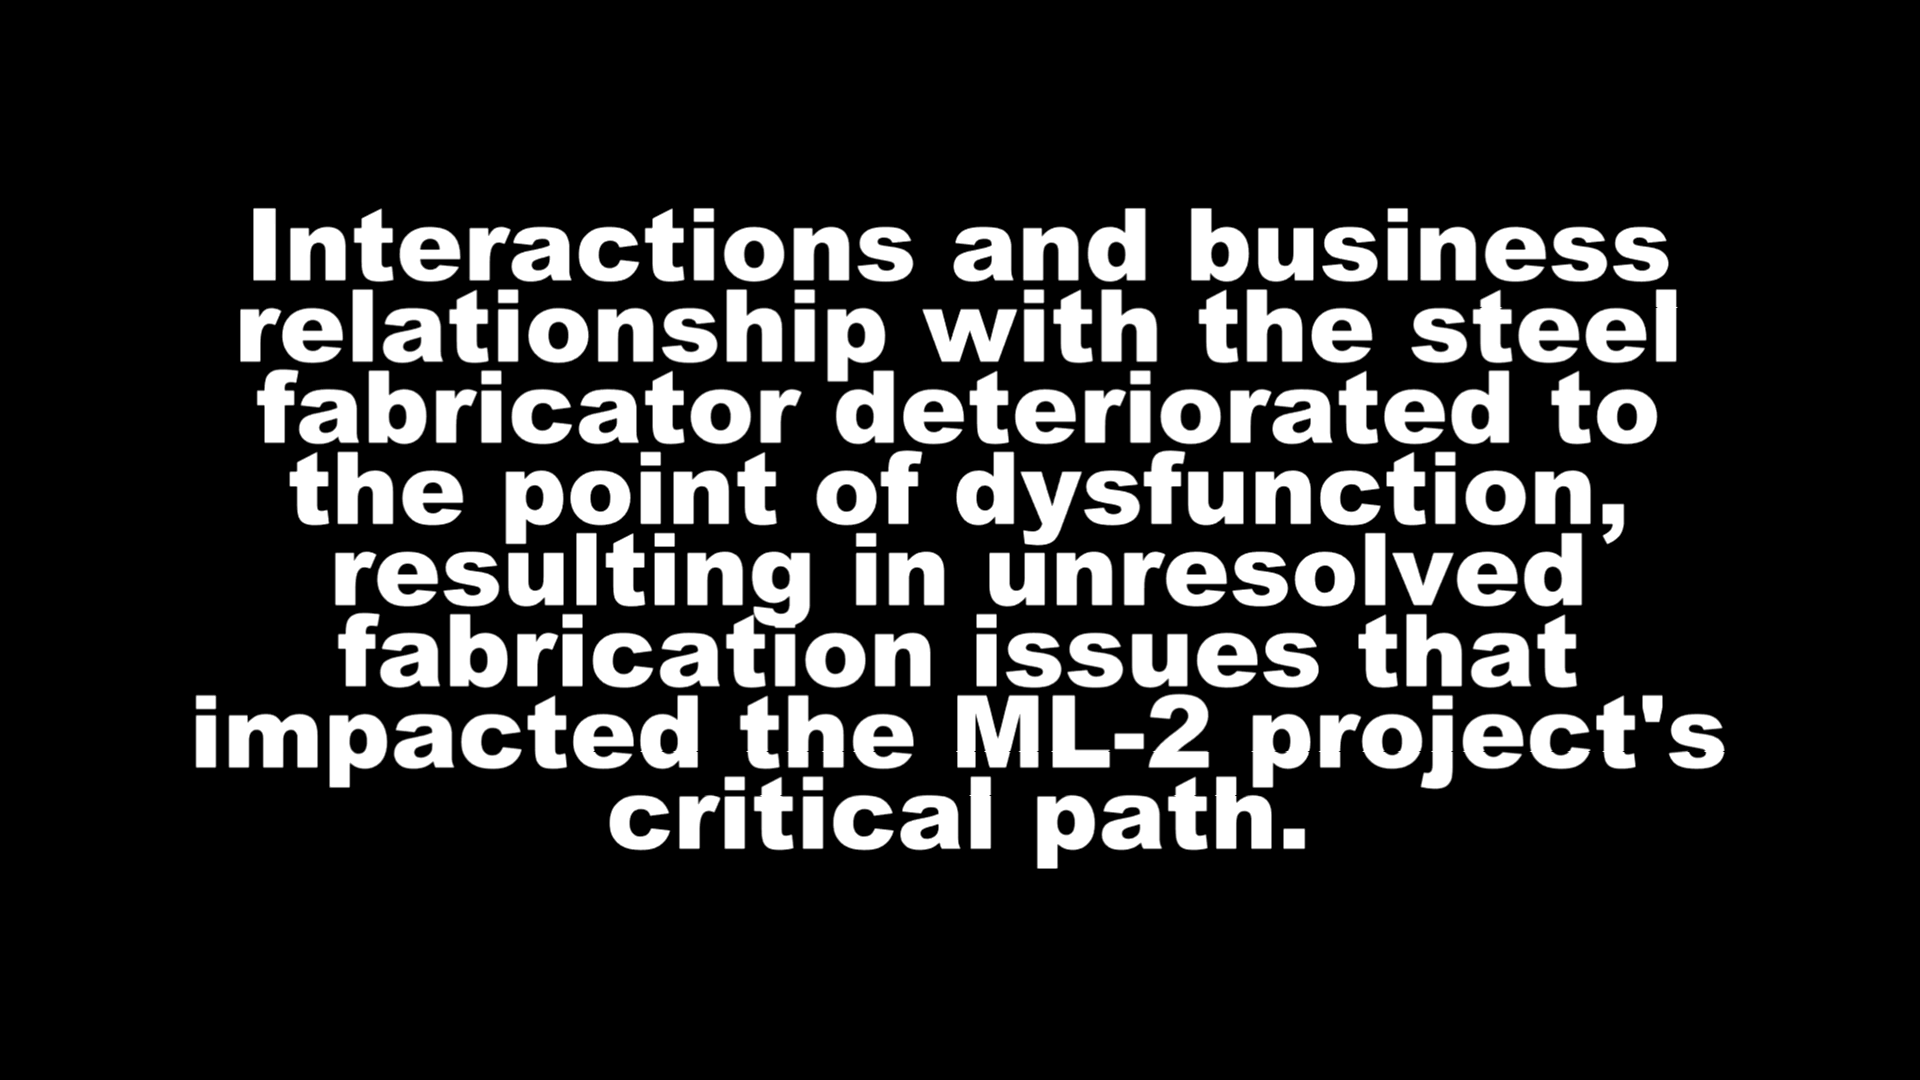 Interactions and business
relationship with the steel
fabricator deteriorated to
the point of dysfunction,
resulting in unresolved
fabrication issues that
impacted the ML-2 project's
critical path.